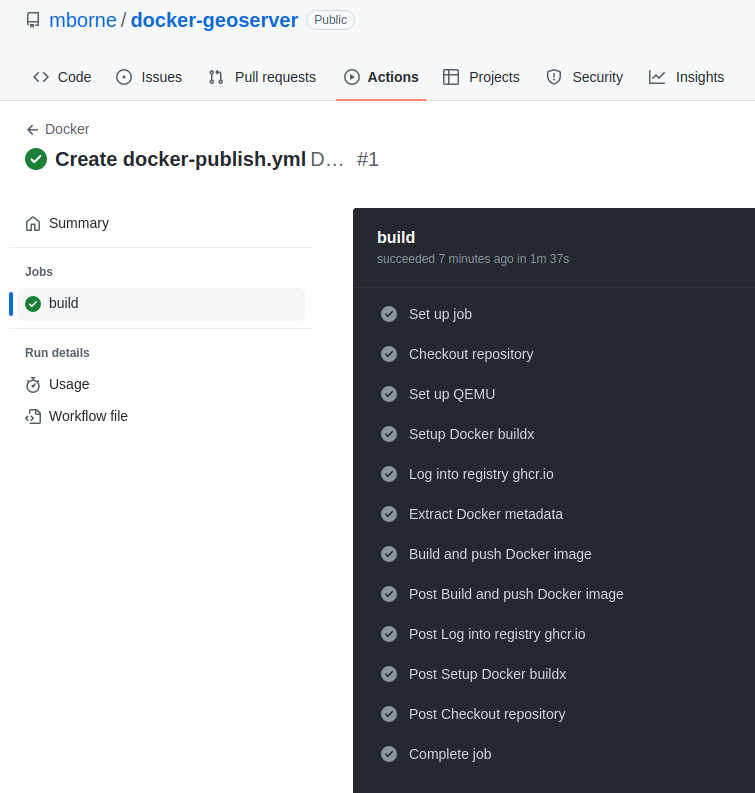 mborne / docker-geoserver Public
Code Issues Pull requests Actions Projects Security Insights
Docker
Create docker-publish.yml D… #1
Summary
Jobs
build
Run details
Usage
Workflow file
build
succeeded 7 minutes ago in 1m 37s
Set up job
Checkout repository
Set up QEMU
Setup Docker buildx
Log into registry ghcr.io
Extract Docker metadata
Build and push Docker image
Post Build and push Docker image
Post Log into registry ghcr.io
Post Setup Docker buildx
Post Checkout repository
Complete job